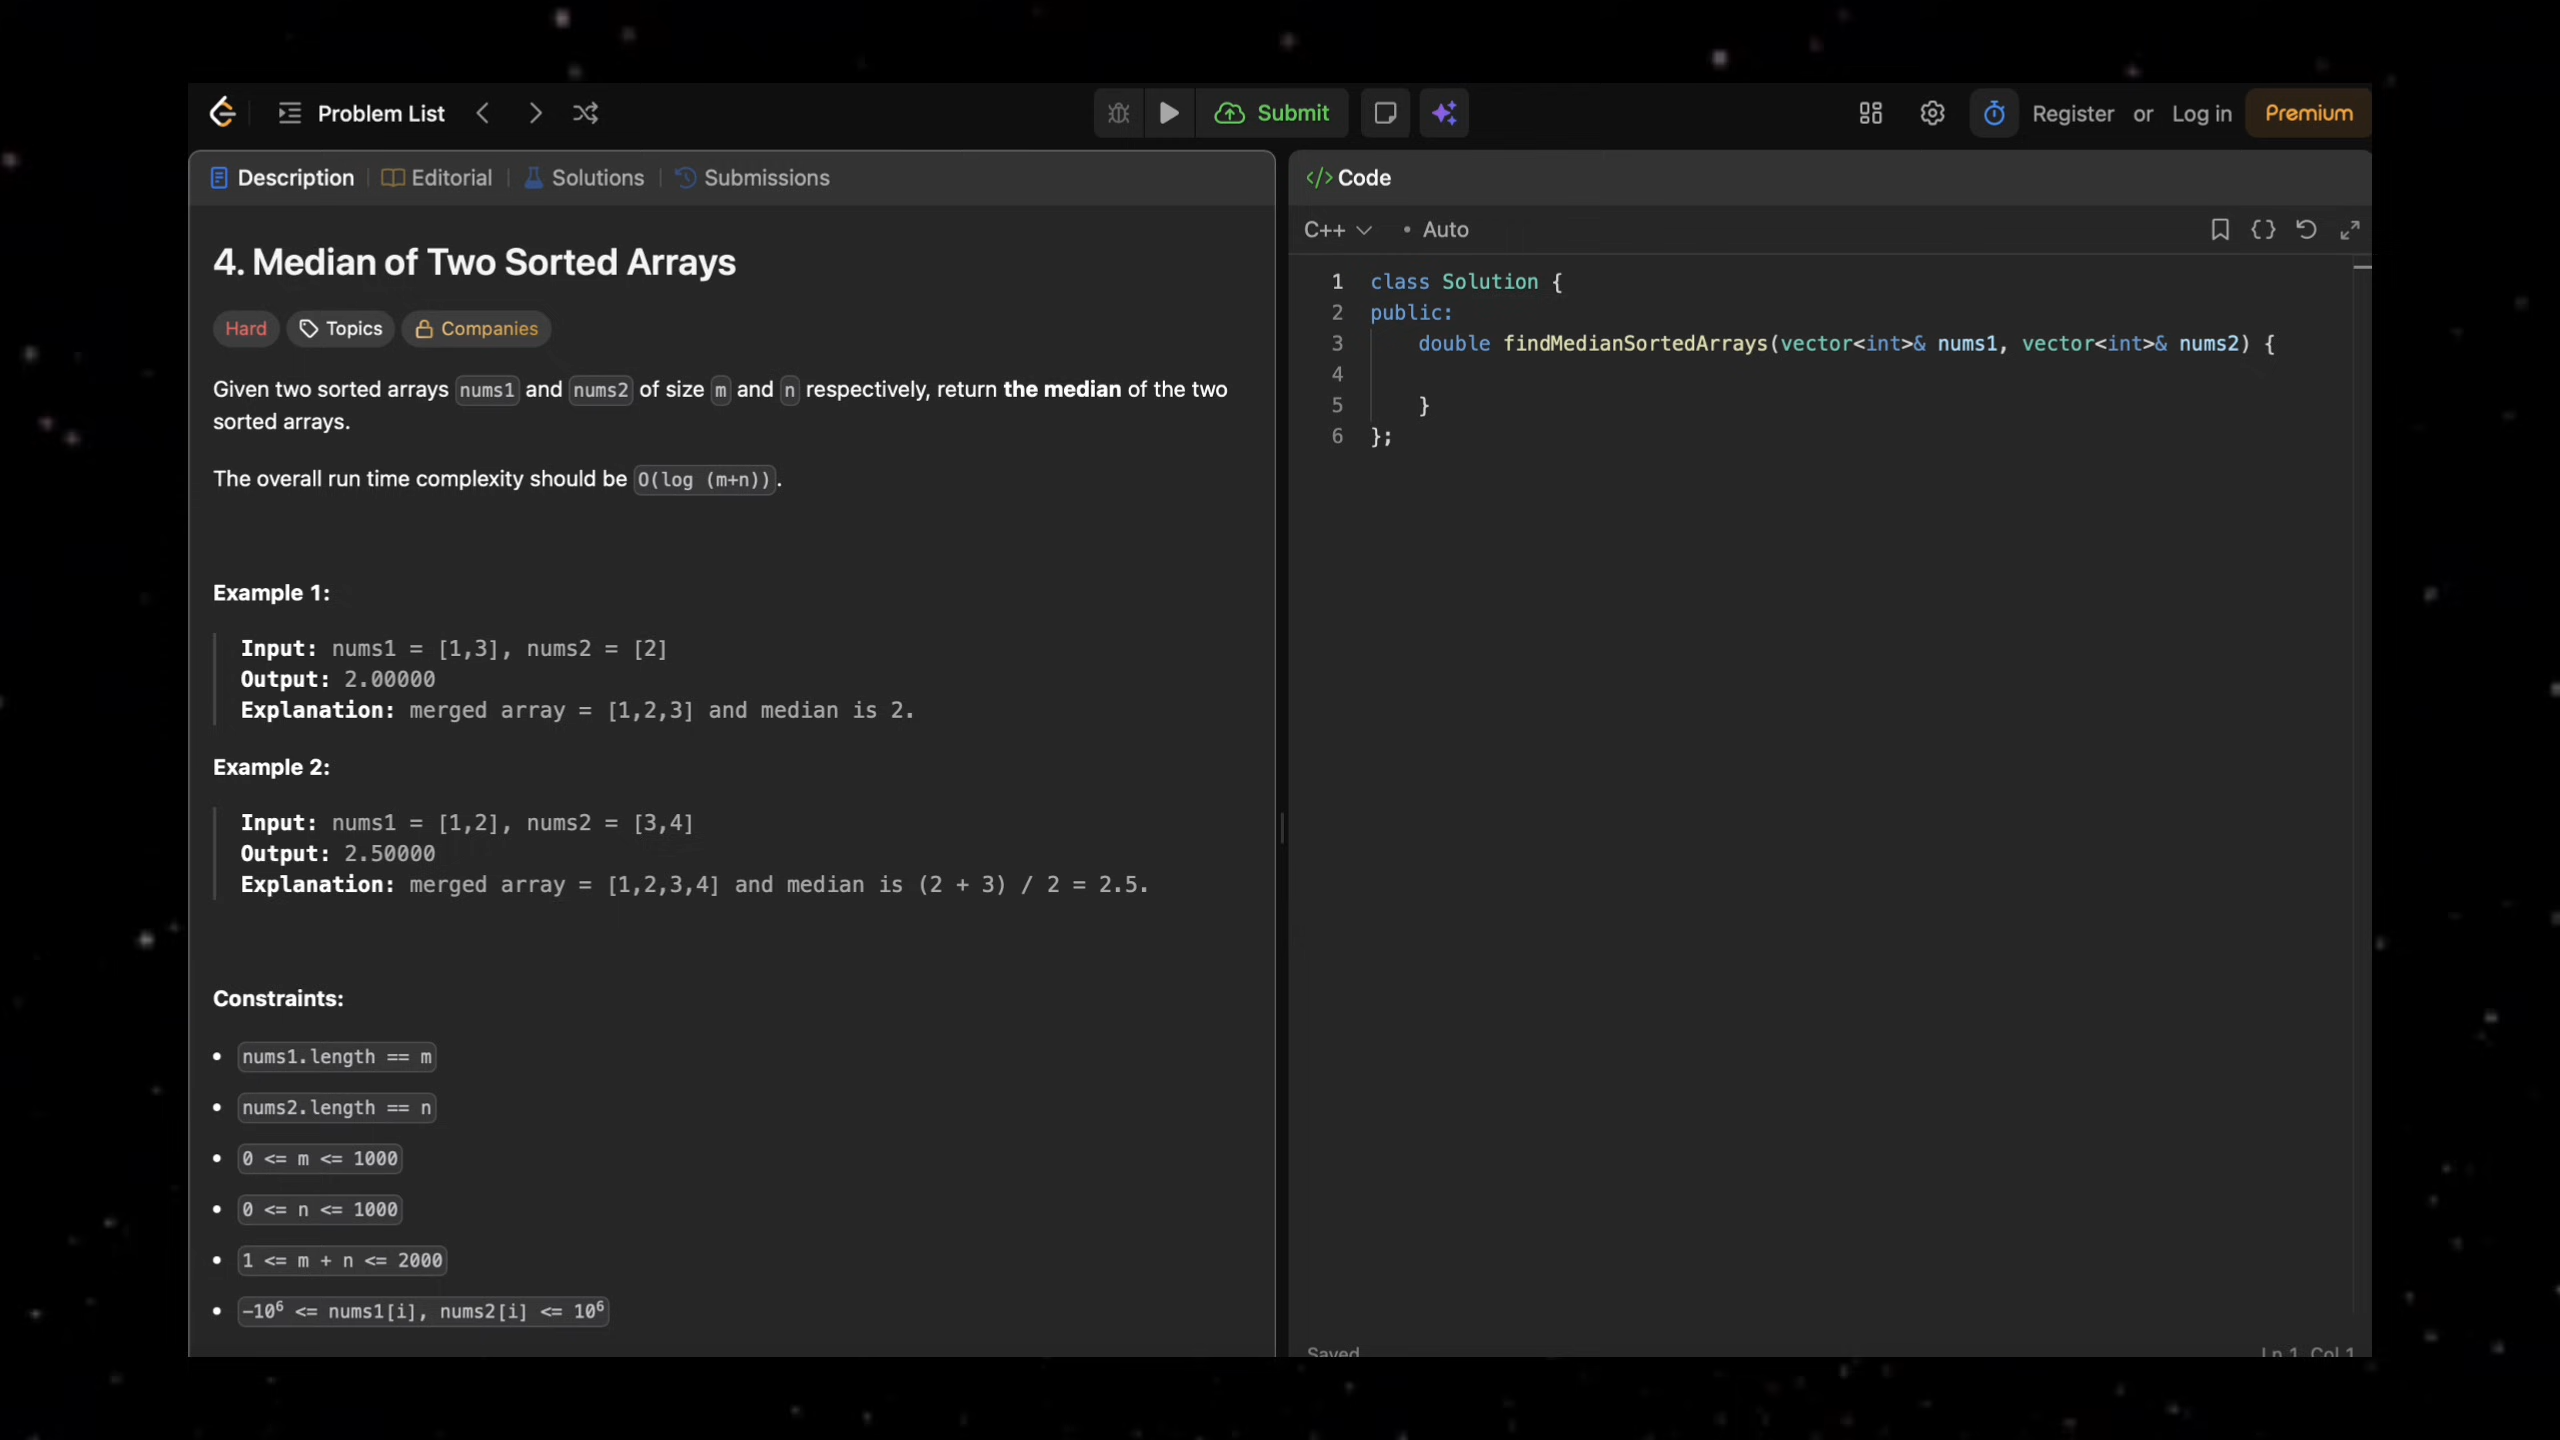 Problem List
Submit
Register or Log in
Premium
Description
Editorial
Solutions
Submissions
4. Median of Two Sorted Arrays
Hard
Topics
Companies
Given two sorted arrays nums1 and nums2 of size m and n respectively, return the median of the two
sorted arrays.
The overall run time complexity should be O(log (m+n)).
Example 1:
Input: nums1 = [1,3], nums2 = [2]
Output: 2.00000
Explanation: merged array = [1,2,3] and median is 2.
Example 2:
Input: nums1 = [1,2], nums2 = [3,4]
Output: 2.50000
Explanation: merged array = [1,2,3,4] and median is (2 + 3) / 2 = 2.5.
Constraints:
• nums1.length == m
• nums2.length == n
• 0 <= m <= 1000
• 0 <= n <= 1000
• 1 <= m + n <= 2000
• -10⁶ <= nums1[i], nums2[i] <= 10⁶
</> Code
C++
• Auto
1 class Solution {
2 public:
3     double findMedianSortedArrays(vector<int>& nums1, vector<int>& nums2) {
4
5     }
6 };
Saved
Ln 1, Col 1